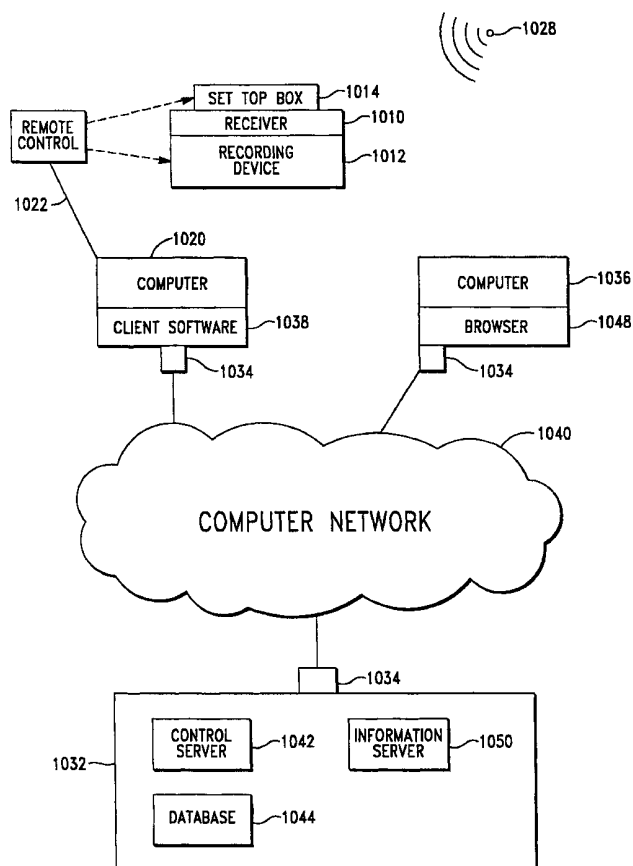 1028
SET TOP BOX
1014
REMOTE
CONTROL
RECEIVER
1010
RECORDING
DEVICE
1012
1022
1020
COMPUTER
1036
COMPUTER
CLIENT SOFTWARE
1038
BROWSER
1048
1034
1034
1040
COMPUTER NETWORK
1034
CONTROL
SERVER
1042
INFORMATION
SERVER
1050
1032
DATABASE
1044